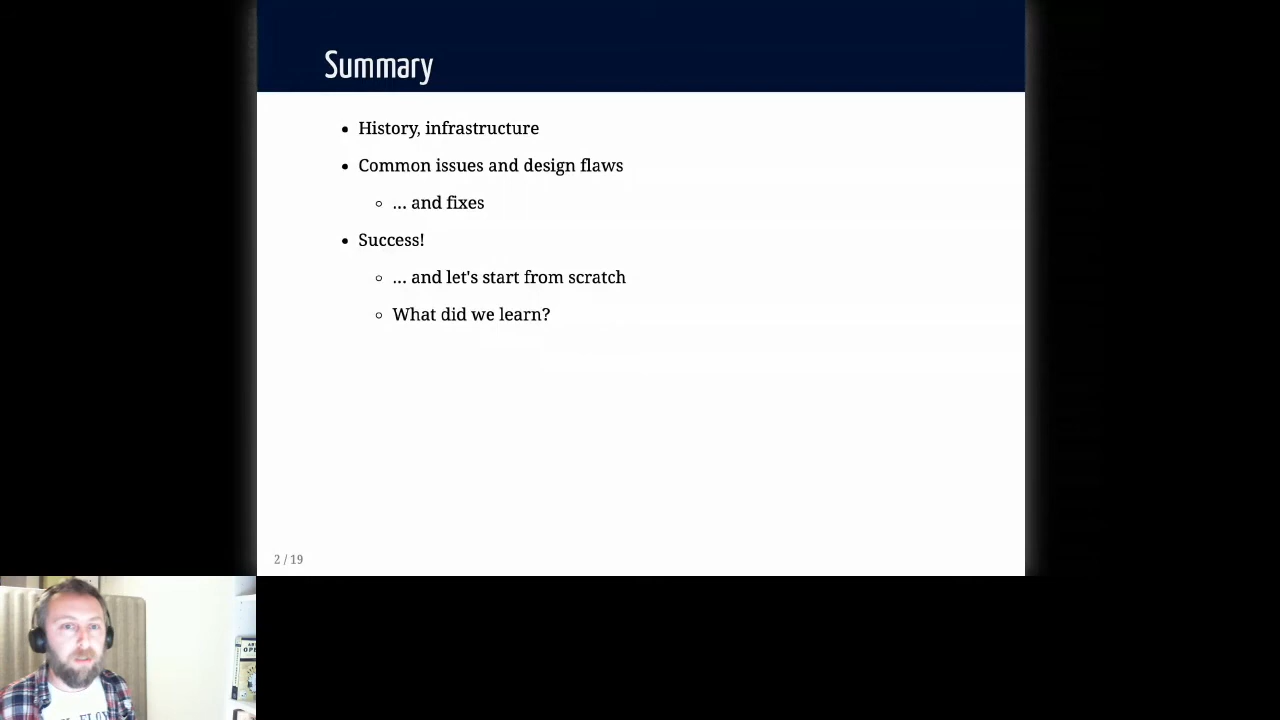 Summary
• History, infrastructure
• Common issues and design flaws
◦ ... and fixes
• Success!
◦ ... and let's start from scratch
◦ What did we learn?
2 / 19